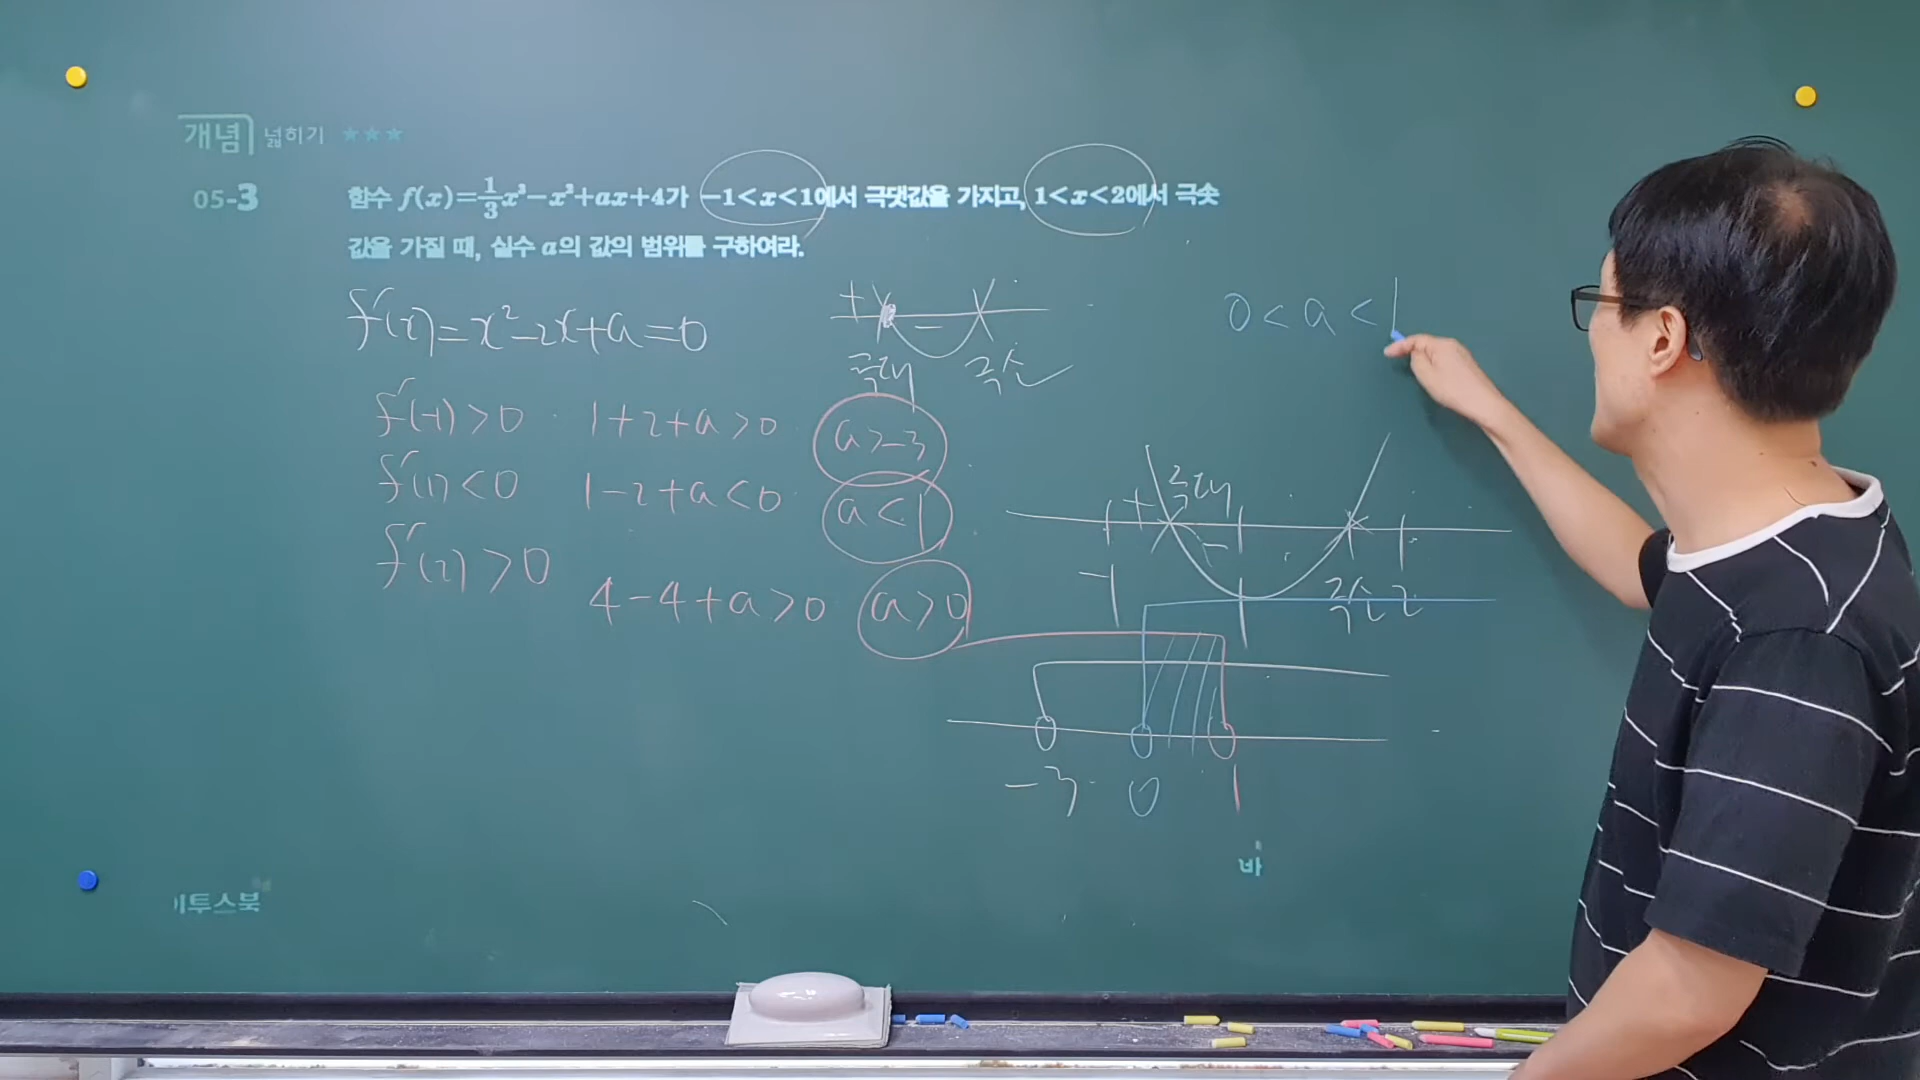 개념 넓히기 ★★★
05-3 함수 f(x)=1/3x³-x²+ax+4가 -1<x<1에서 극댓값을 가지고, 1<x<2에서 극솟
값을 가질 때, 실수 a의 값의 범위를 구하여라.
f'(x)=x²-2x+a=0
+ -
극대 극소
0<a<1
f'(-1)>0 1+2+a>0 a>-3
f'(1)<0 1-2+a<0 a<1
f'(2)>0 4-4+a>0 a>0
+ 극대 -
-1 1 극소 2
-3 0 1
바
이투스북